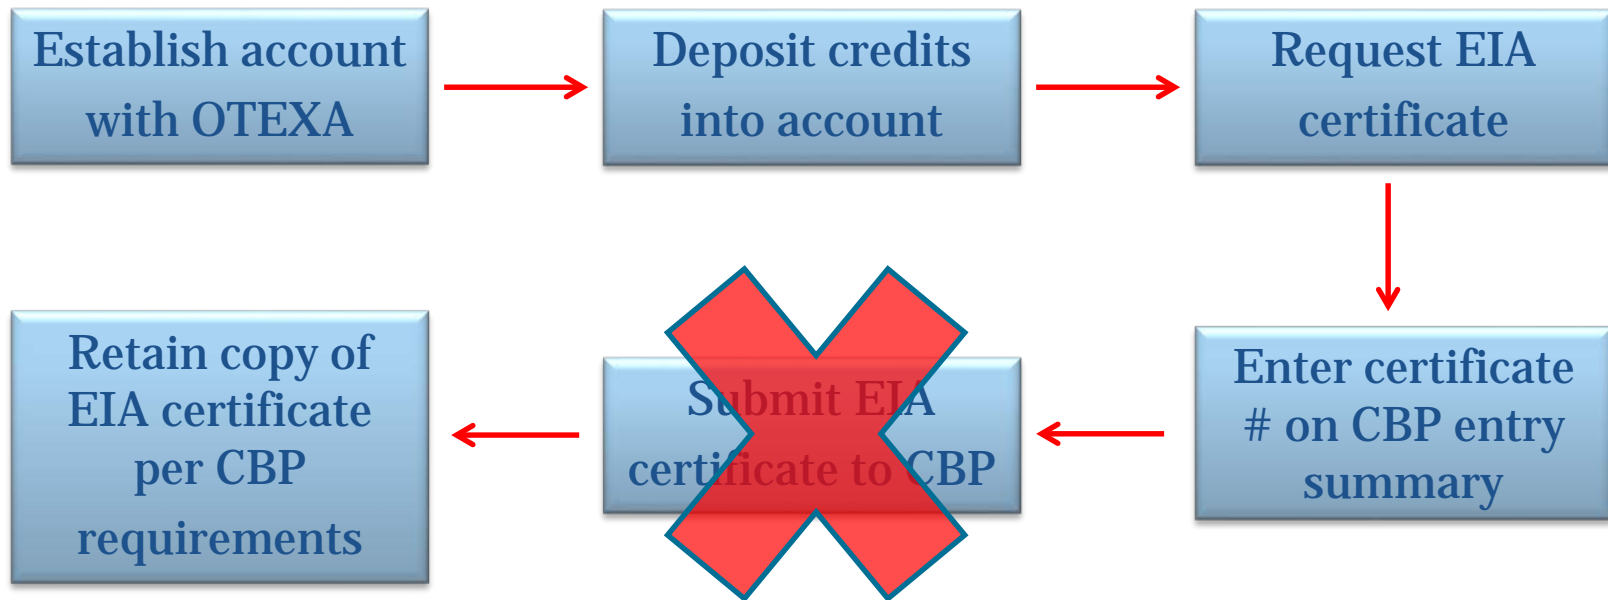 Establish account
with OTEXA
Deposit credits
into account
Request EIA
certificate
Enter certificate
# on CBP entry
summary
Submit EIA
certificate to CBP
Retain copy of
EIA certificate
per CBP
requirements